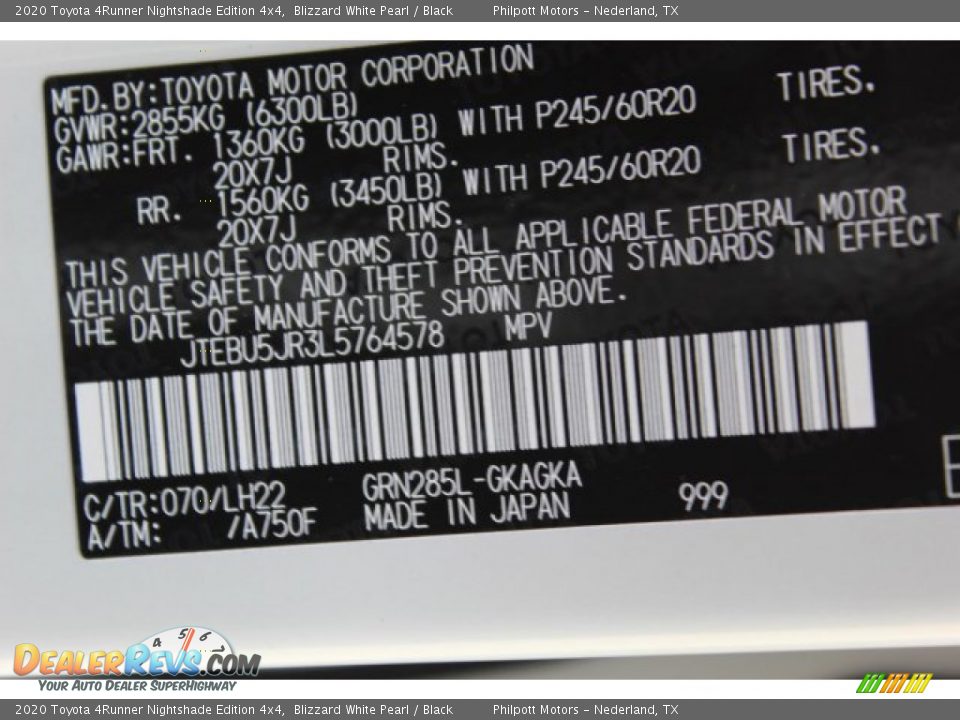 2020 Toyota 4Runner Nightshade Edition 4x4, Blizzard White Pearl / Black Philpott Motors - Nederland, TX
MFD.BY:TOYOTA MOTOR CORPORATION
GVWR:2855KG (6300LB)
GAWR:FRT. 1360KG (3000LB) WITH P245/60R20 TIRES.
20X7J RIMS.
RR. 1560KG (3450LB) WITH P245/60R20 TIRES.
20X7J RIMS.
THIS VEHICLE CONFORMS TO ALL APPLICABLE FEDERAL MOTOR
VEHICLE SAFETY AND THEFT PREVENTION STANDARDS IN EFFECT
THE DATE OF MANUFACTURE SHOWN ABOVE.
JTEBU5JR3L5764578 MPV
C/TR:070/LH22 GRN285L-GKAGKA
A/TM: /A750F MADE IN JAPAN 999
4 5 6
DEALERREVS.COM
YOUR AUTO DEALER SUPERHIGHWAY
2020 Toyota 4Runner Nightshade Edition 4x4, Blizzard White Pearl / Black Philpott Motors - Nederland, TX